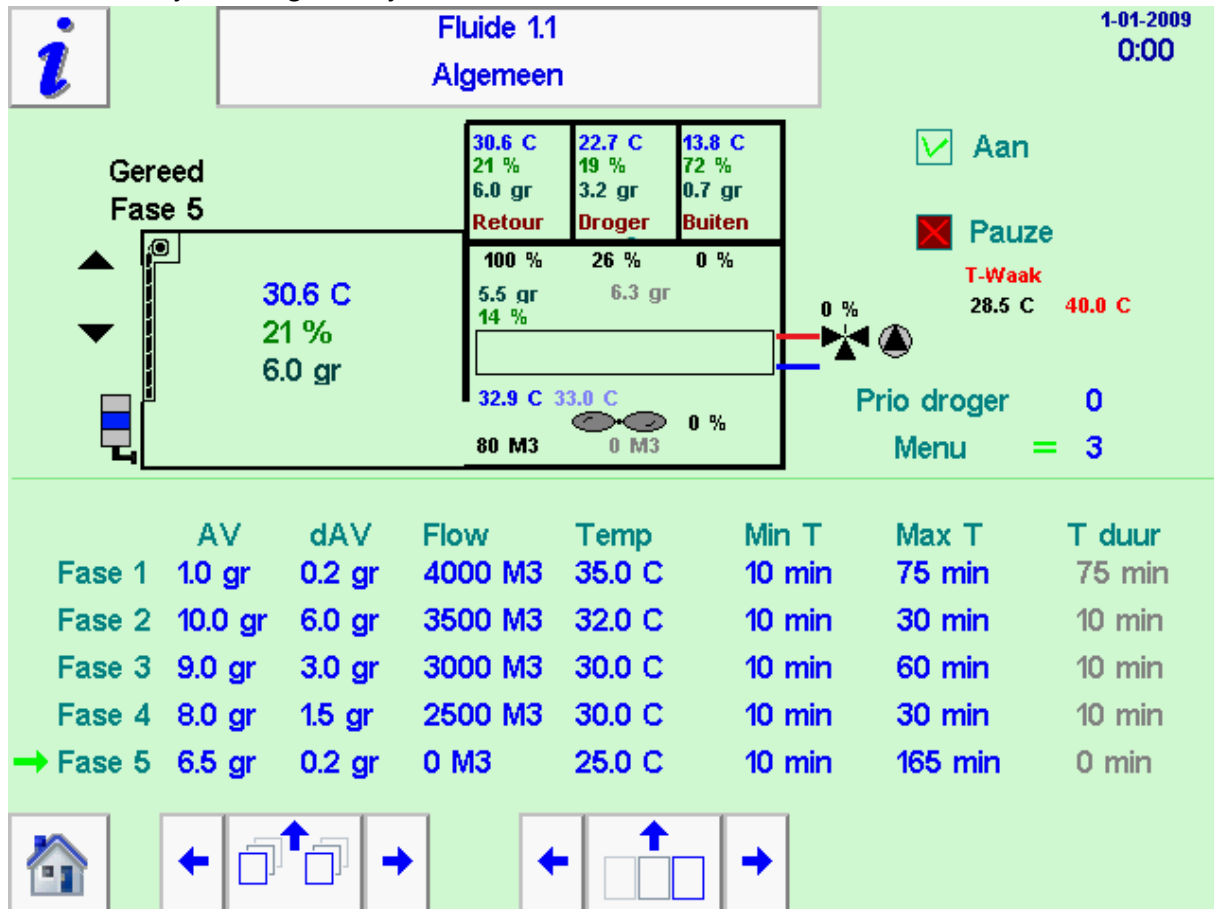 i
Fluide 1.1
Algemeen
1-01-2009
0:00
Gereed
Fase 5
30.6 C 22.7 C 13.8 C
21 % 19 % 72 %
6.0 gr 3.2 gr 0.7 gr
Retour Droger Buiten
Aan
Pauze
T-Waak
28.5 C 40.0 C
100 % 26 % 0 %
5.5 gr 6.3 gr
14 %
30.6 C
21 %
6.0 gr
0 %
32.9 C 33.0 C
0 %
80 M3 0 M3
Prio droger 0
Menu = 3
AV dAV Flow Temp Min T Max T T duur
Fase 1 1.0 gr 0.2 gr 4000 M3 35.0 C 10 min 75 min 75 min
Fase 2 10.0 gr 6.0 gr 3500 M3 32.0 C 10 min 30 min 10 min
Fase 3 9.0 gr 3.0 gr 3000 M3 30.0 C 10 min 60 min 10 min
Fase 4 8.0 gr 1.5 gr 2500 M3 30.0 C 10 min 30 min 10 min
Fase 5 6.5 gr 0.2 gr 0 M3 25.0 C 10 min 165 min 0 min